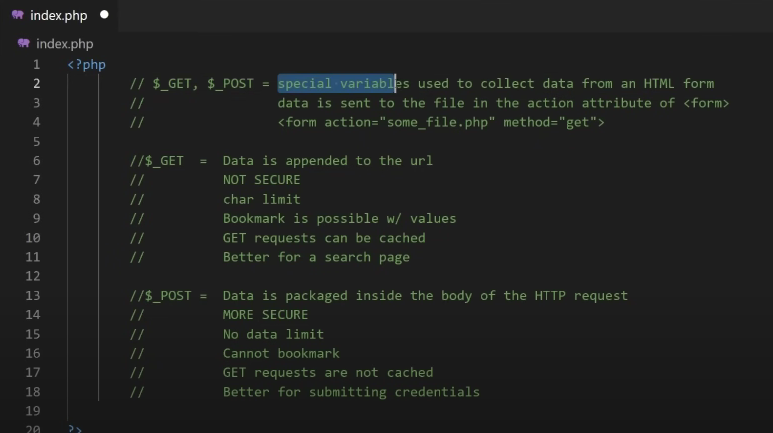 index.php
index.php
1 <?php
2 // $_GET, $_POST = special variables used to collect data from an HTML form
3 // data is sent to the file in the action attribute of <form>
4 // <form action="some_file.php" method="get">
5
6 //$_GET = Data is appended to the url
7 // NOT SECURE
8 // char limit
9 // Bookmark is possible w/ values
10 // GET requests can be cached
11 // Better for a search page
12
13 //$_POST = Data is packaged inside the body of the HTTP request
14 // MORE SECURE
15 // No data limit
16 // Cannot bookmark
17 // GET requests are not cached
18 // Better for submitting credentials
19
20 ?>